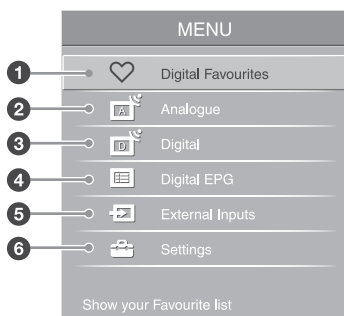 MENU
1 Digital Favourites
2 A Analogue
3 D Digital
4 Digital EPG
5 External Inputs
6 Settings
Show your Favourite list